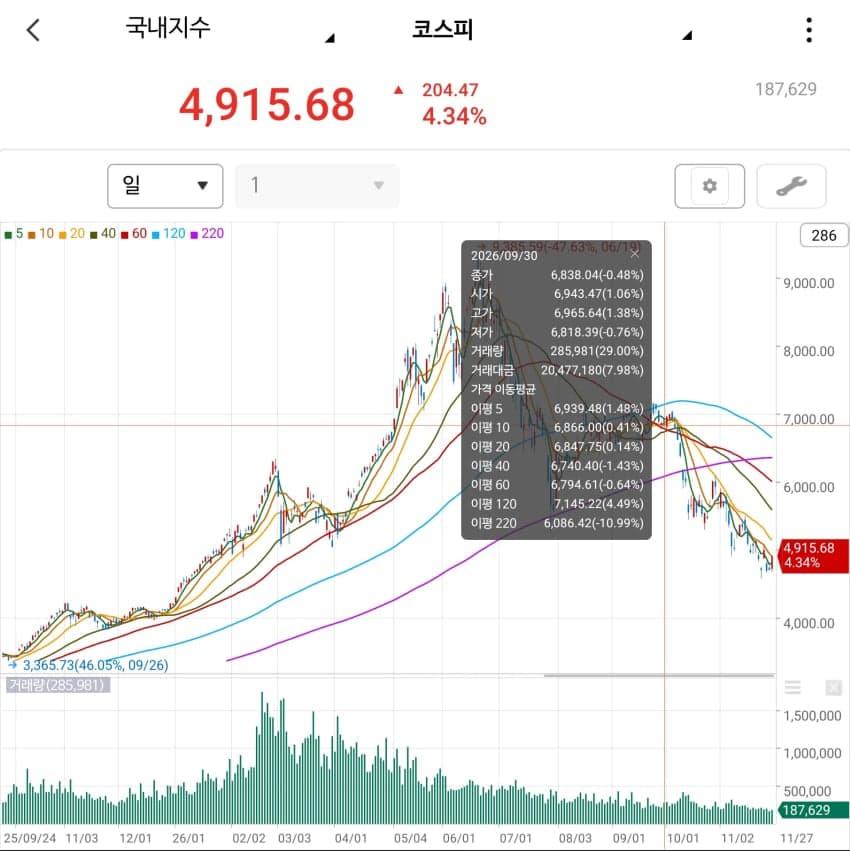 국내지수 코스피
4,915.68 ▲ 204.47
4.34%
187,629
일 ▼ 1 ▼
■ 5 ■ 10 ■ 20 ■ 40 ■ 60 ■ 120 ■ 220
286
→ 9,385.59(-47.63%, 06/19)
2026/09/30 ×
종가 6,838.04(-0.48%)
시가 6,943.47(1.06%)
고가 6,965.64(1.38%)
저가 6,818.39(-0.76%)
거래량 285,981(29.00%)
거래대금 20,477,180(7.98%)
가격 이동평균
이평 5 6,939.48(1.48%)
이평 10 6,866.00(0.41%)
이평 20 6,847.75(0.14%)
이평 40 6,740.40(-1.43%)
이평 60 6,794.61(-0.64%)
이평 120 7,145.22(4.49%)
이평 220 6,086.42(-10.99%)
9,000.00
8,000.00
7,000.00
6,000.00
4,915.68
4.34%
4,000.00
→ 3,365.73(46.05%, 09/26)
거래량(285,981)
1,500,000
1,000,000
500,000
187,629
25/09/24 11/03 12/01 26/01 02/02 03/03 04/01 05/04 06/01 07/01 08/03 09/01 10/01 11/02 11/27